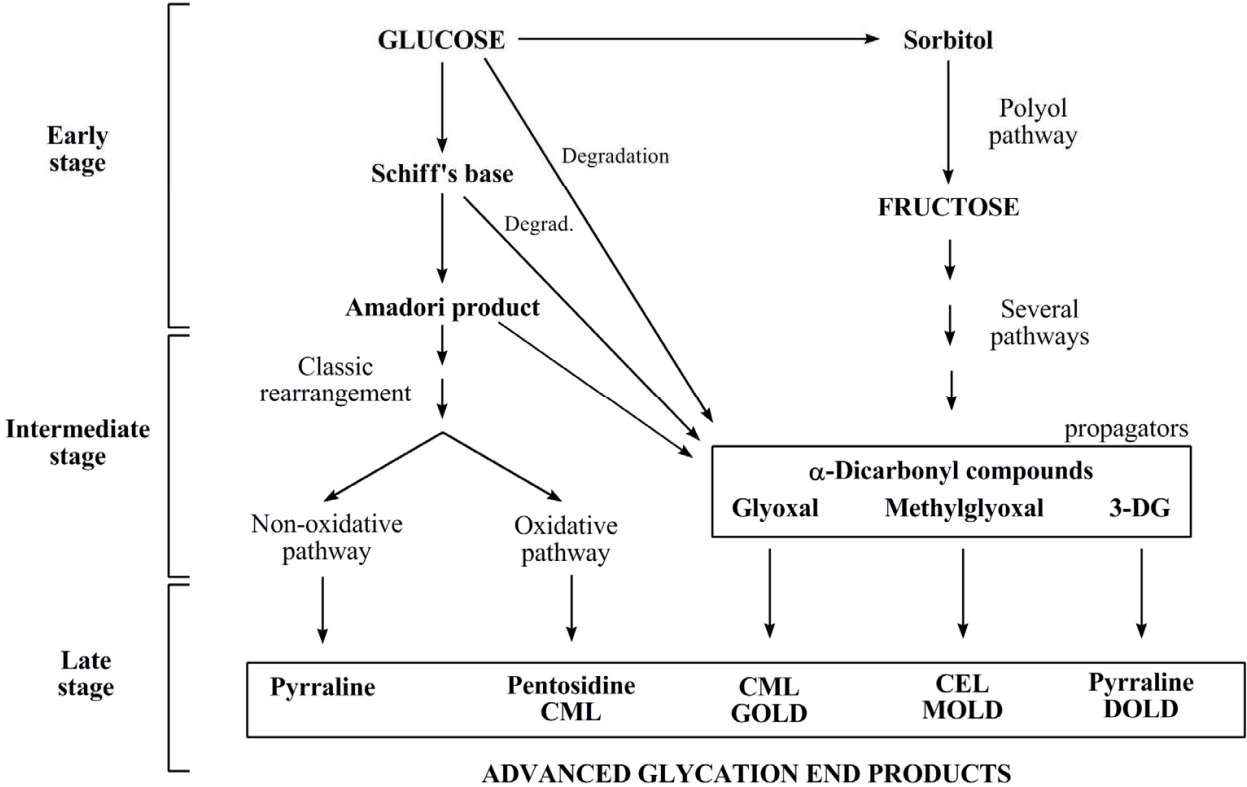 GLUCOSE
Sorbitol
Polyol
pathway
Early
stage
Degradation
Schiff's base
Degrad.
FRUCTOSE
Amadori product
Several
pathways
Classic
rearrangement
Intermediate
stage
propagators
α-Dicarbonyl compounds
Glyoxal Methylglyoxal 3-DG
Non-oxidative
pathway
Oxidative
pathway
Late
stage
Pyrraline
Pentosidine
CML
CML
GOLD
CEL
MOLD
Pyrraline
DOLD
ADVANCED GLYCATION END PRODUCTS